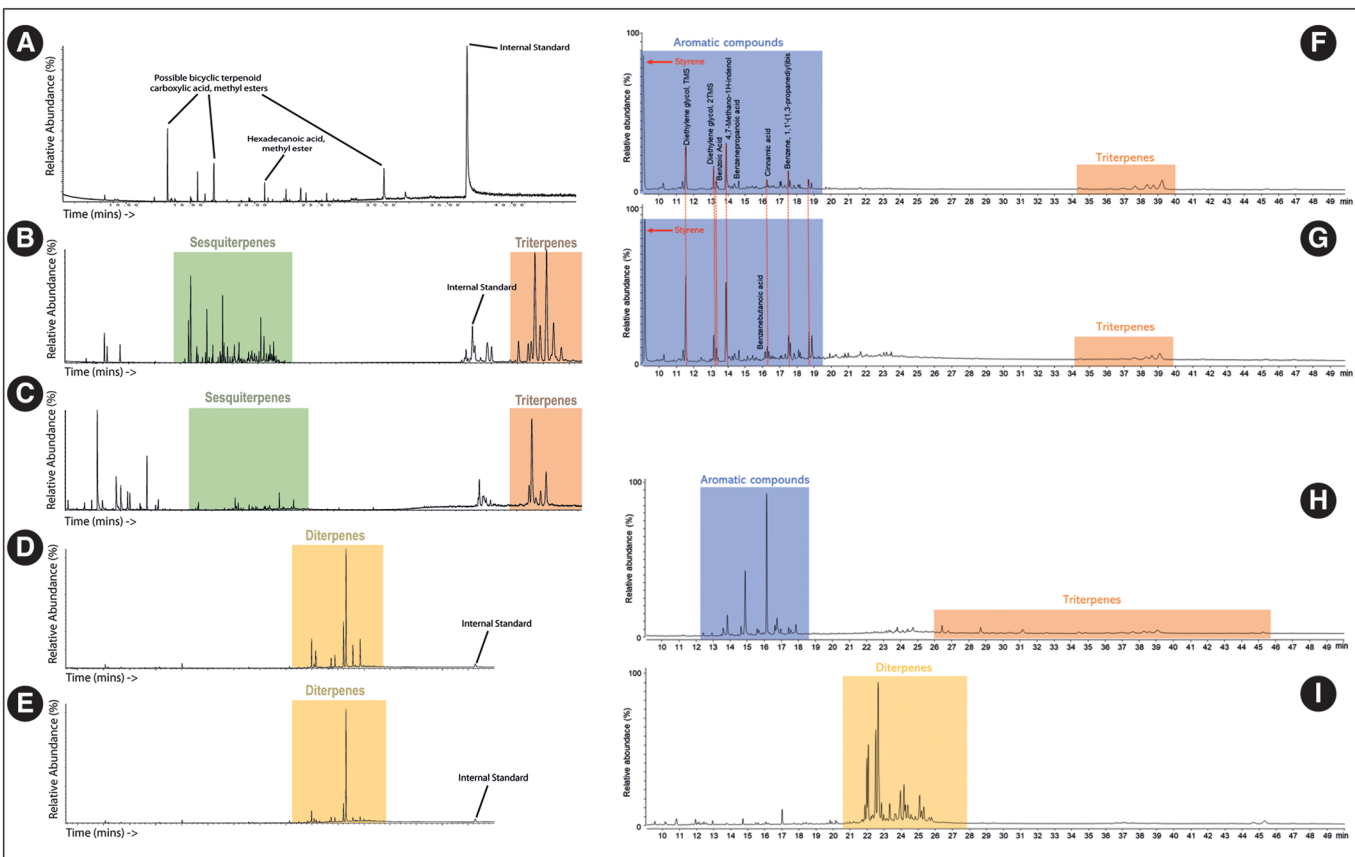 A
Relative Abundance (%)
Possible bicyclic terpenoid
carboxylic acid, methyl esters
Hexadecanoic acid,
methyl ester
Internal Standard
Time (mins) ->
B
Relative Abundance (%)
Sesquiterpenes
Internal Standard
Triterpenes
Time (mins) ->
C
Relative Abundance (%)
Sesquiterpenes
Triterpenes
Time (mins) ->
D
Relative Abundance (%)
Diterpenes
Internal Standard
Time (mins) ->
E
Relative Abundance (%)
Diterpenes
Internal Standard
Time (mins) ->
F
100
Relative abundance (%)
0
Aromatic compounds
Styrene
Diethylene glycol, TMS
Diethylene glycol, 2TMS
Benzoic Acid
4,7-Methano-1H-indenol
Benzenepropanoic acid
Cinnamic acid
Benzene, 1,1'-(1,3-propanediyl)bis
Triterpenes
10 11 12 13 14 15 16 17 18 19 20 21 22 23 24 25 26 27 28 29 30 31 32 33 34 35 36 37 38 39 40 41 42 43 44 45 46 47 48 49 min
G
100
Relative abundance (%)
0
Styrene
Benzenebutanoic acid
Triterpenes
10 11 12 13 14 15 16 17 18 19 20 21 22 23 24 25 26 27 28 29 30 31 32 33 34 35 36 37 38 39 40 41 42 43 44 45 46 47 48 49 min
H
100
Relative abundance (%)
0
Aromatic compounds
Triterpenes
10 11 12 13 14 15 16 17 18 19 20 21 22 23 24 25 26 27 28 29 30 31 32 33 34 35 36 37 38 39 40 41 42 43 44 45 46 47 48 49 min
I
100
Relative abundace (%)
0
Diterpenes
10 11 12 13 14 15 16 17 18 19 20 21 22 23 24 25 26 27 28 29 30 31 32 33 34 35 36 37 38 39 40 41 42 43 44 45 46 47 48 49 min